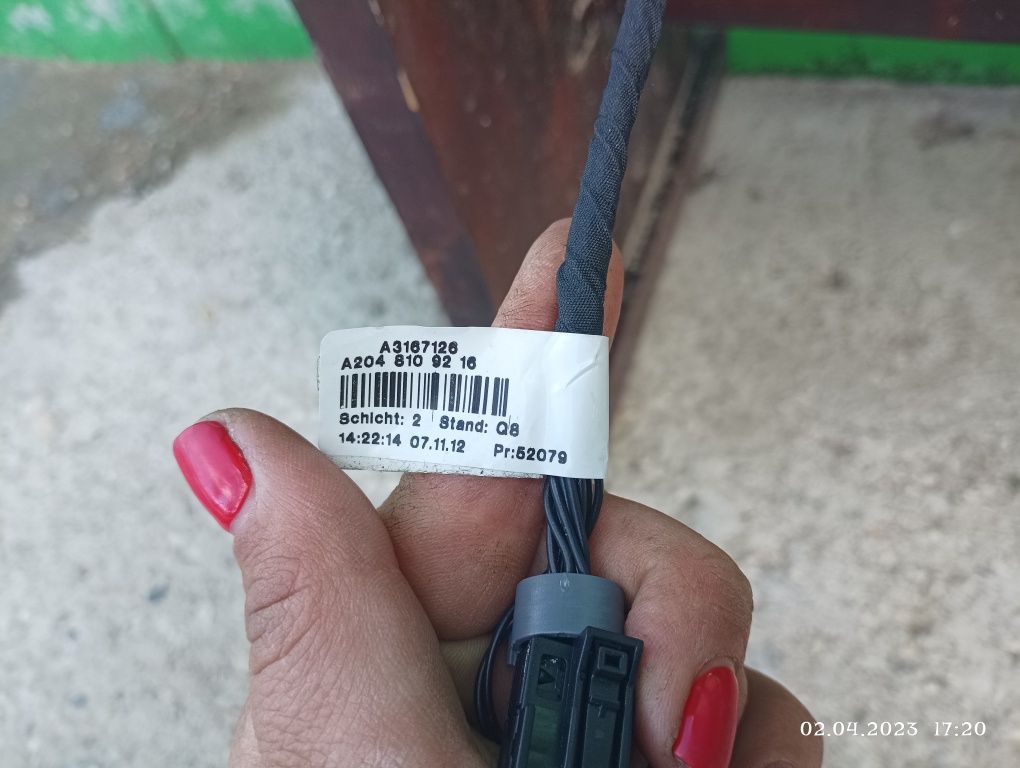 A3167126
A204 810 92 16
Schicht: 2 Stand: Q8
14:22:14 07.11.12 Pr:52079
02.04.2023 17:20